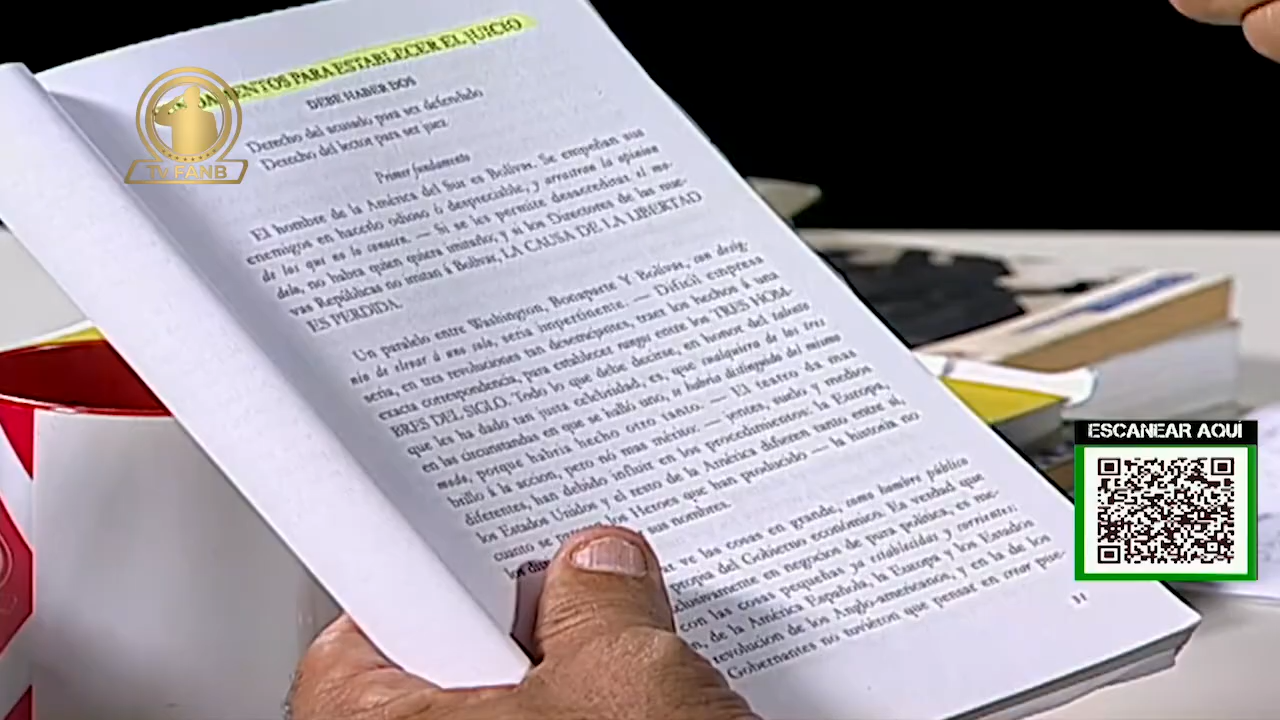 FUNDAMENTOS PARA ESTABLECER EL JUICIO
DEBE HABER DOS
Derecho del acusado para ser defendido
Derecho del lector para ser juez
Primer fundamento
El hombre de la América del Sur es Bolívar. Se empeñan sus
enemigos en hacerlo odioso ó despreciable, y arrastran la opinion
de los que no lo conocen. — Si se les permite desacreditar el mo-
delo, no habrá quien quiera imitarlo; y si los Directores de las nue-
vas Repúblicas no imitan á Bolívar, LA CAUSA DE LA LIBERTAD
ES PERDIDA.
Un paralelo entre Washington, Bonaparte Y Bolívar, con desig-
nio de elevar á uno solo, sería impertinente. — Difícil empresa
sería, en tres revoluciones tan desemejantes, traer los hechos á una
exacta correspondencia, para establecer rango entre los TRES HOM-
BRES DEL SIGLO. Todo lo que debe decirse, en honor del talento
que les ha dado tan justa celebridad, es, que cualquiera de los tres
en las circunstancias en que se halló uno, se habría distinguido del mismo
modo, porque habría hecho otro tanto. — El teatro da mas
brillo á la accion, pero nó mas mérito: — jentes, suelo y medios
diferentes, han debido influir en los procedimientos: la Europa,
los Estados Unidos y el resto de la América difieren tanto entre sí,
cuanto se Heroes que han producido — la historia no
los sus nombres.
ve las cosas en grande, como hombre público
propia del Gobierno económico. Es verdad que
en negocios de pura política, es me-
con las cosas pequeñas ya establecidas y corrientes:
de la América Española, la Europa y los Estados
revolucion de los Anglo-americanos, y en la de los
Gobernantes no tuvieron que pensar en crear pue-
11
TV FANB
ESCANEAR AQUÍ